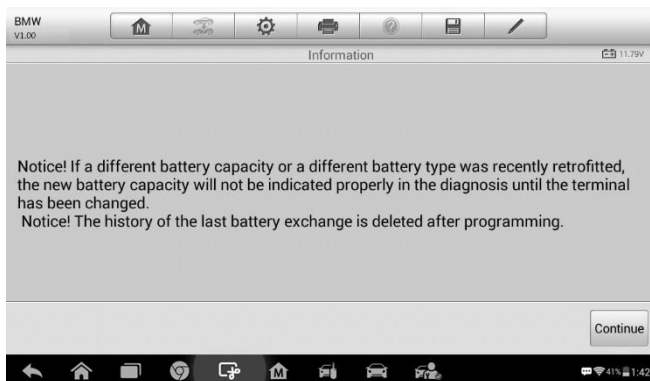 BMW
V1.00
Information
11.79V
Notice! If a different battery capacity or a different battery type was recently retrofitted,
the new battery capacity will not be indicated properly in the diagnosis until the terminal
has been changed.
Notice! The history of the last battery exchange is deleted after programming.
Continue
41% 1:42